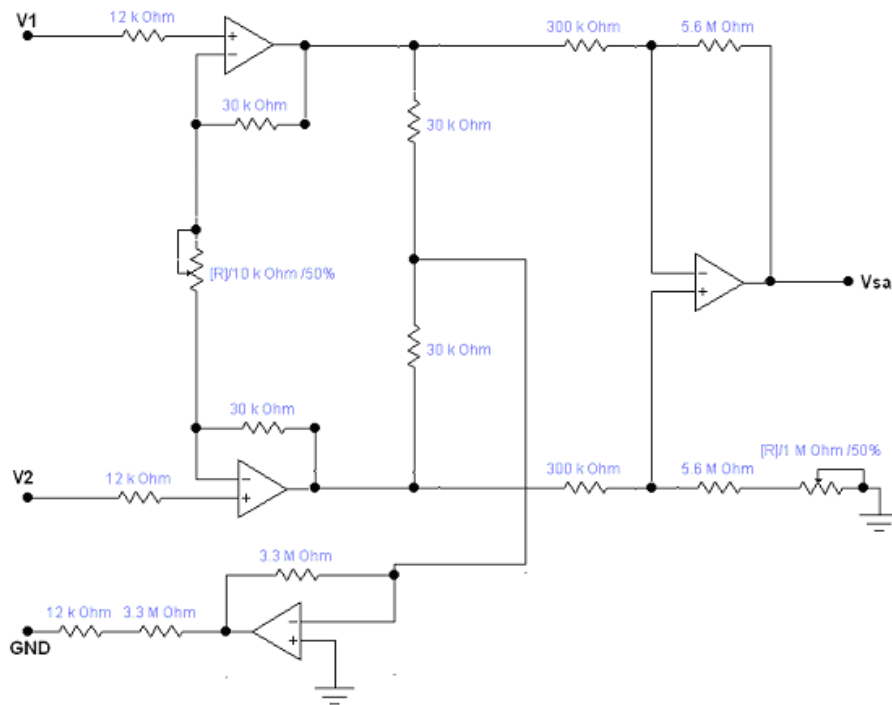 V1
12 k Ohm
+
−
300 k Ohm
5.6 M Ohm
30 k Ohm
30 k Ohm
[R]/10 k Ohm /50%
−
+
Vsa
30 k Ohm
30 k Ohm
V2
12 k Ohm
−
+
300 k Ohm
5.6 M Ohm
[R]/1 M Ohm /50%
3.3 M Ohm
12 k Ohm
3.3 M Ohm
−
+
GND